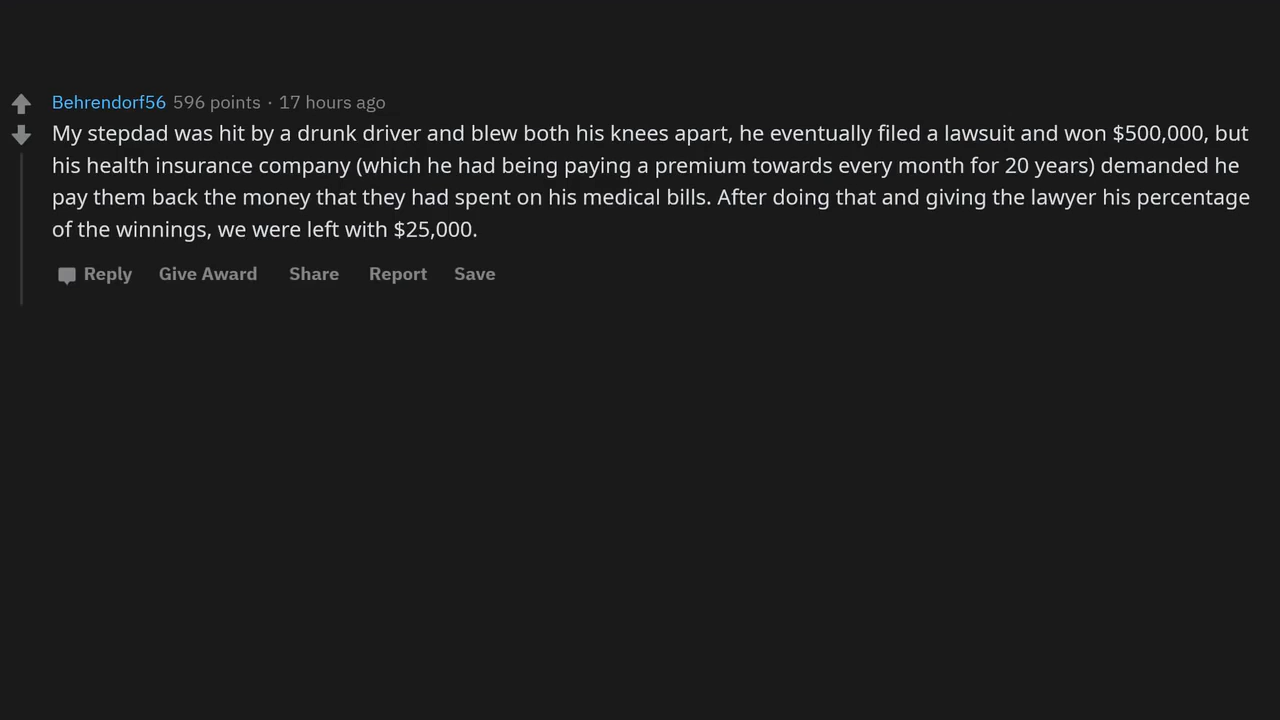 Behrendorf56 596 points · 17 hours ago
My stepdad was hit by a drunk driver and blew both his knees apart, he eventually filed a lawsuit and won $500,000, but
his health insurance company (which he had being paying a premium towards every month for 20 years) demanded he
pay them back the money that they had spent on his medical bills. After doing that and giving the lawyer his percentage
of the winnings, we were left with $25,000.
Reply Give Award Share Report Save